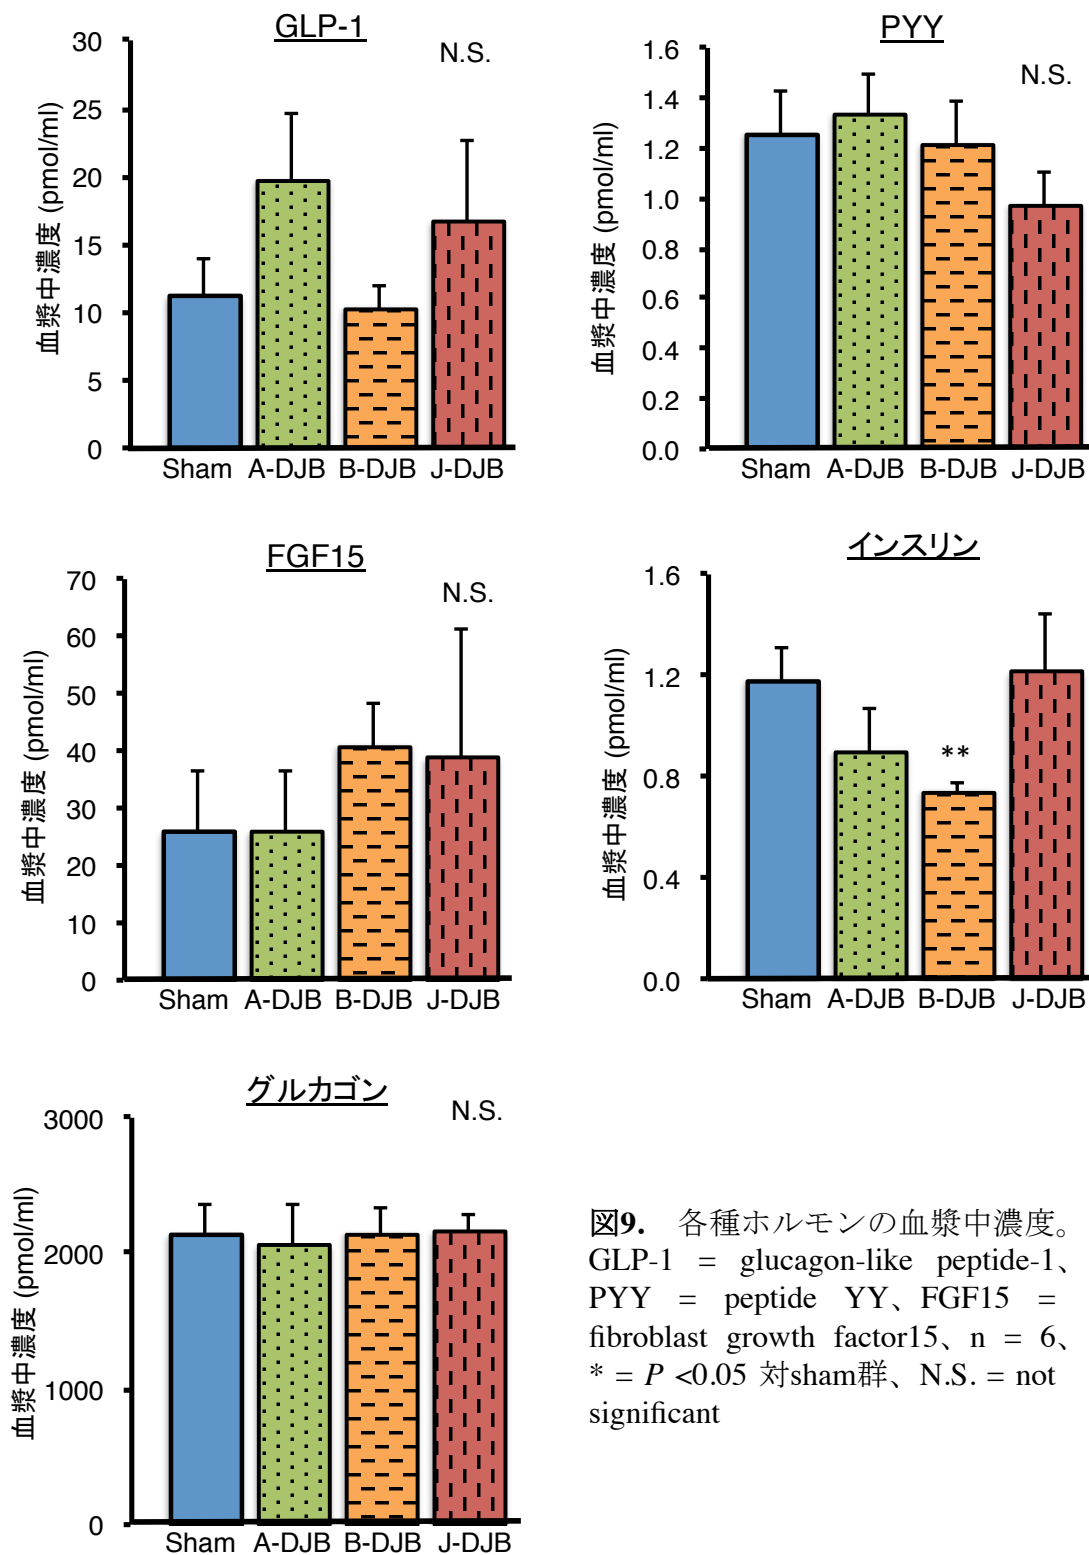 GLP-1
N.S.
血漿中濃度 (pmol/ml)
30
25
20
15
10
5
0
Sham A-DJB B-DJB J-DJB
PYY
N.S.
血漿中濃度 (pmol/ml)
1.6
1.4
1.2
1.0
0.8
0.6
0.4
0.2
0.0
Sham A-DJB B-DJB J-DJB
FGF15
N.S.
血漿中濃度 (pmol/ml)
70
60
50
40
30
20
10
0
Sham A-DJB B-DJB J-DJB
インスリン
血漿中濃度 (pmol/ml)
1.6
1.2
0.8
0.4
0.0
**
Sham A-DJB B-DJB J-DJB
グルカゴン
N.S.
血漿中濃度 (pmol/ml)
3000
2000
1000
0
Sham A-DJB B-DJB J-DJB
図9. 各種ホルモンの血漿中濃度。
GLP-1 = glucagon-like peptide-1、
PYY = peptide YY、FGF15 =
fibroblast growth factor15、n = 6、
* = P <0.05 対sham群、N.S. = not
significant